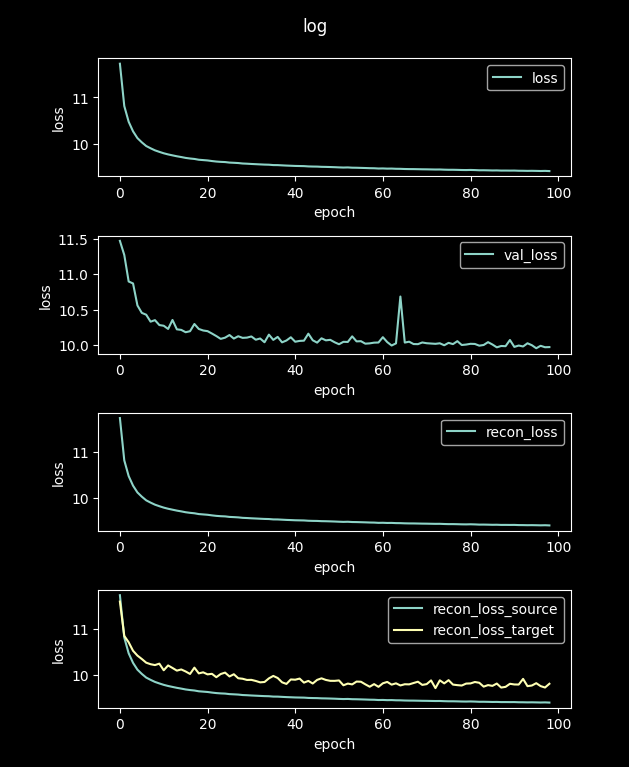 log
loss
11
10
loss
0 20 40 60 80 100
epoch
val_loss
11.5
11.0
10.5
10.0
loss
0 20 40 60 80 100
epoch
recon_loss
11
10
loss
0 20 40 60 80 100
epoch
recon_loss_source
recon_loss_target
11
10
loss
0 20 40 60 80 100
epoch